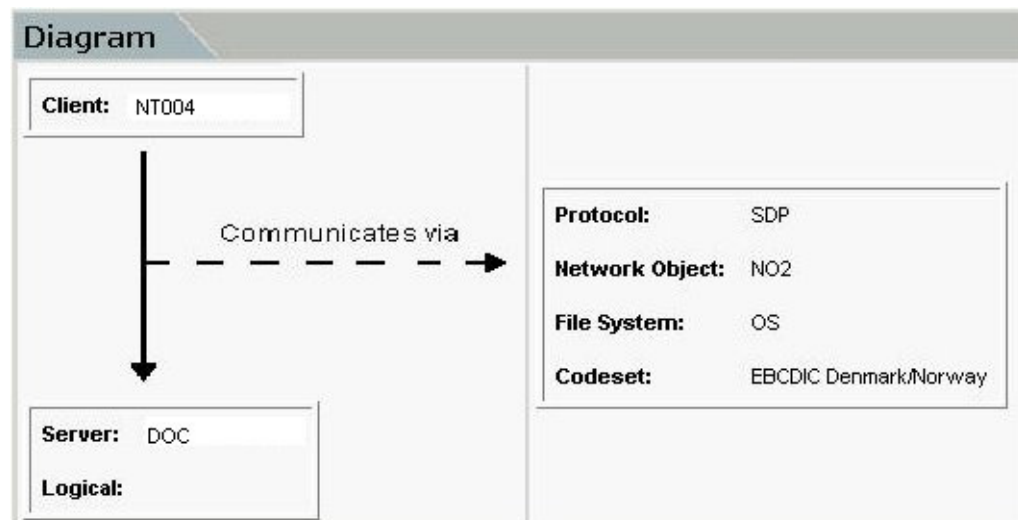 Diagram
Client: NT004
Communicates via
Protocol: SDP
Network Object: NO2
File System: OS
Codeset: EBCDIC Denmark/Norway
Server: DOC
Logical: